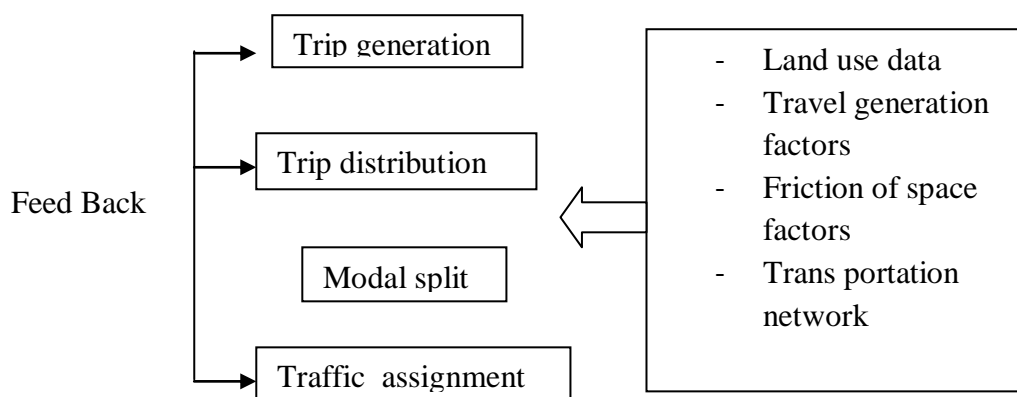 Trip generation
Trip distribution
Feed Back
Modal split
Traffic assignment
- Land use data
- Travel generation
factors
- Friction of space
factors
- Trans portation
network